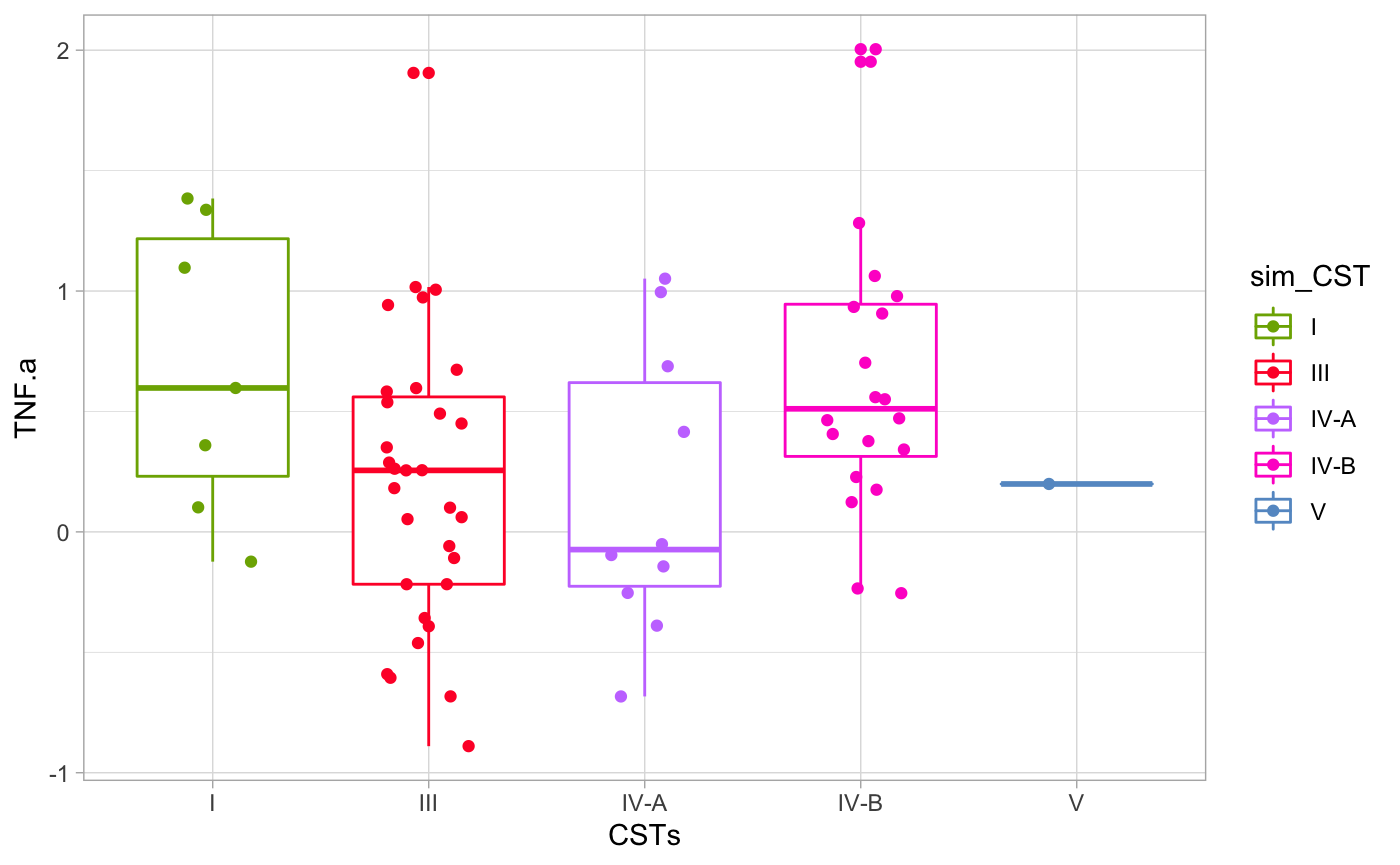 TNF.a
2
1
0
-1
I III IV-A IV-B V
CSTs
sim_CST
I
III
IV-A
IV-B
V